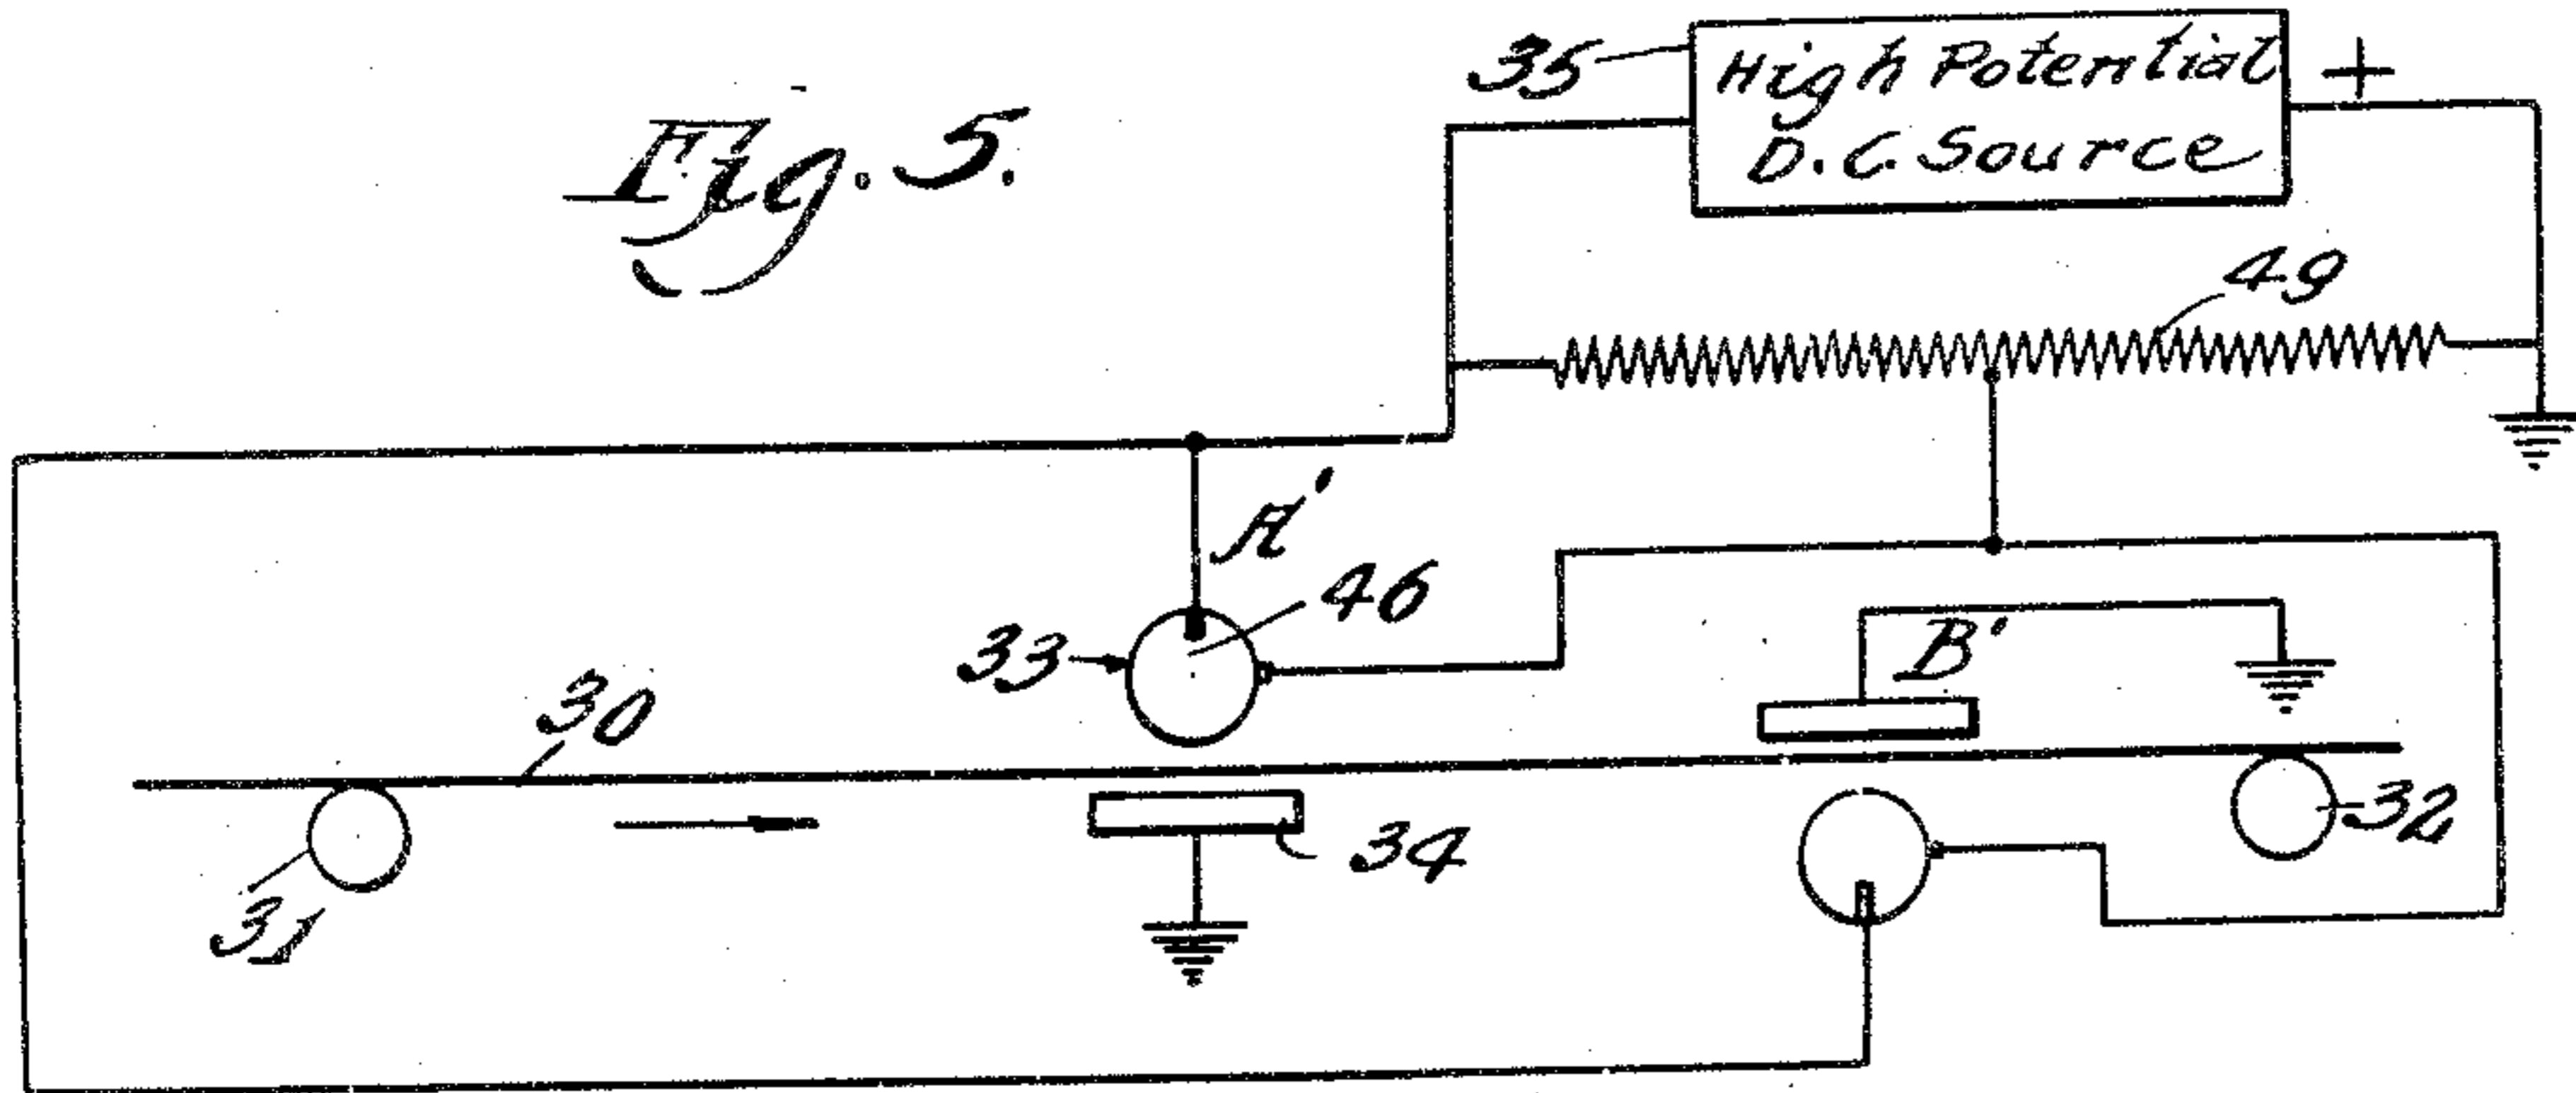 Fig. 5.
35
High Potential
D.C. Source
+
49
A'
46
33
B'
30
34
32
31